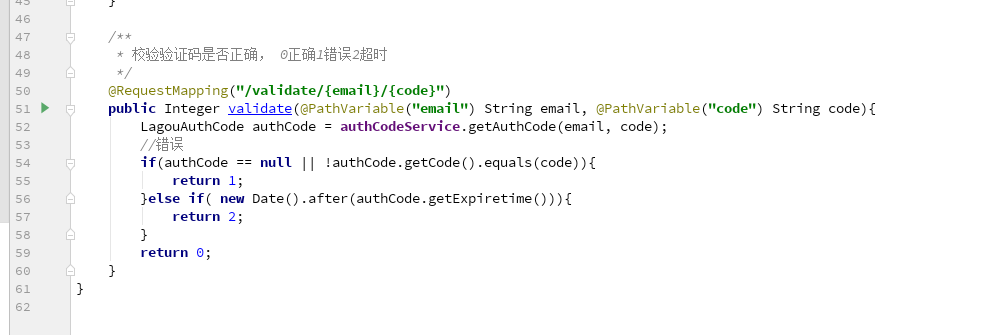 45 }
46
47 /**
48 * 校验验证码是否正确， 0正确1错误2超时
49 */
50 @RequestMapping("/validate/{email}/{code}")
51 public Integer validate(@PathVariable("email") String email, @PathVariable("code") String code){
52 LagouAuthCode authCode = authCodeService.getAuthCode(email, code);
53 //错误
54 if(authCode == null || !authCode.getCode().equals(code)){
55 return 1;
56 }else if( new Date().after(authCode.getExpiretime())){
57 return 2;
58 }
59 return 0;
60 }
61 }
62